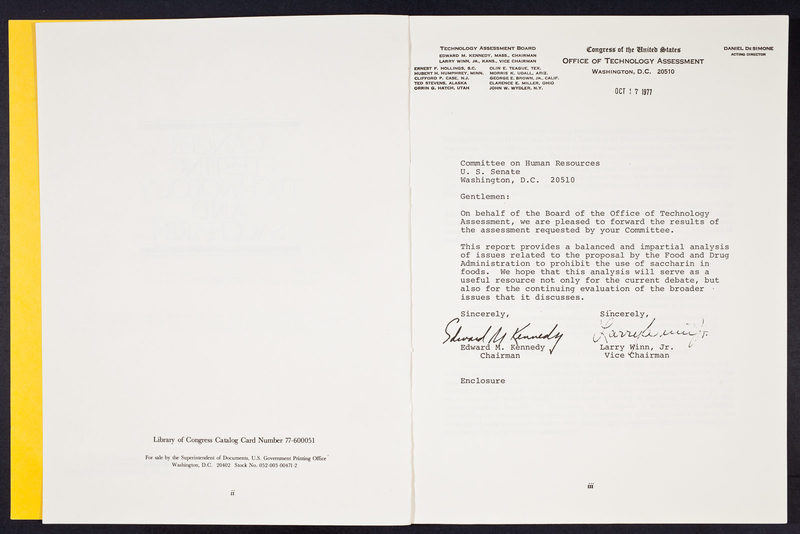 Library of Congress Catalog Card Number 77-600051
For sale by the Superintendent of Documents, U.S. Government Printing Office
Washington, D.C. 20402 Stock No. 052-003-00471-2
ii
TECHNOLOGY ASSESSMENT BOARD
EDWARD M. KENNEDY, MASS., CHAIRMAN
LARRY WINN, JR., KANS., VICE CHAIRMAN
ERNEST F. HOLLINGS, S.C. OLIN E. TEAGUE, TEX.
HUBERT H. HUMPHREY, MINN. MORRIS K. UDALL, ARIZ.
CLIFFORD P. CASE, N.J. GEORGE E. BROWN, JR., CALIF.
TED STEVENS, ALASKA CLARENCE E. MILLER, OHIO
ORRIN G. HATCH, UTAH JOHN W. WYDLER, N.Y.
Congress of the United States
OFFICE OF TECHNOLOGY ASSESSMENT
WASHINGTON, D.C. 20510
DANIEL DE SIMONE
ACTING DIRECTOR
OCT 17 1977
Committee on Human Resources
U. S. Senate
Washington, D.C. 20510
Gentlemen:
On behalf of the Board of the Office of Technology
Assessment, we are pleased to forward the results of
the assessment requested by your Committee.
This report provides a balanced and impartial analysis
of issues related to the proposal by the Food and Drug
Administration to prohibit the use of saccharin in
foods. We hope that this analysis will serve as a
useful resource not only for the current debate, but
also for the continuing evaluation of the broader
issues that it discusses.
Sincerely, Sincerely,
Edward M Kennedy Larry Winn Jr.
Edward M. Kennedy Larry Winn, Jr.
Chairman Vice Chairman
Enclosure
iii